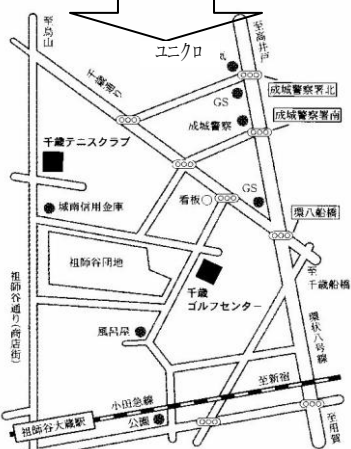 ユニクロ
至烏山
至高井戸
千歳通り
GS
成城警察署北
成城警察
成城警察署南
千歳テニスクラブ
城南信用金庫
看板
GS
環八船橋
祖師谷団地
至
千歳船橋
千歳
ゴルフセンター
祖師谷通り(商店街)
環状八号線
風呂屋
至新宿
小田急線
公園
祖師谷大蔵駅
至用賀